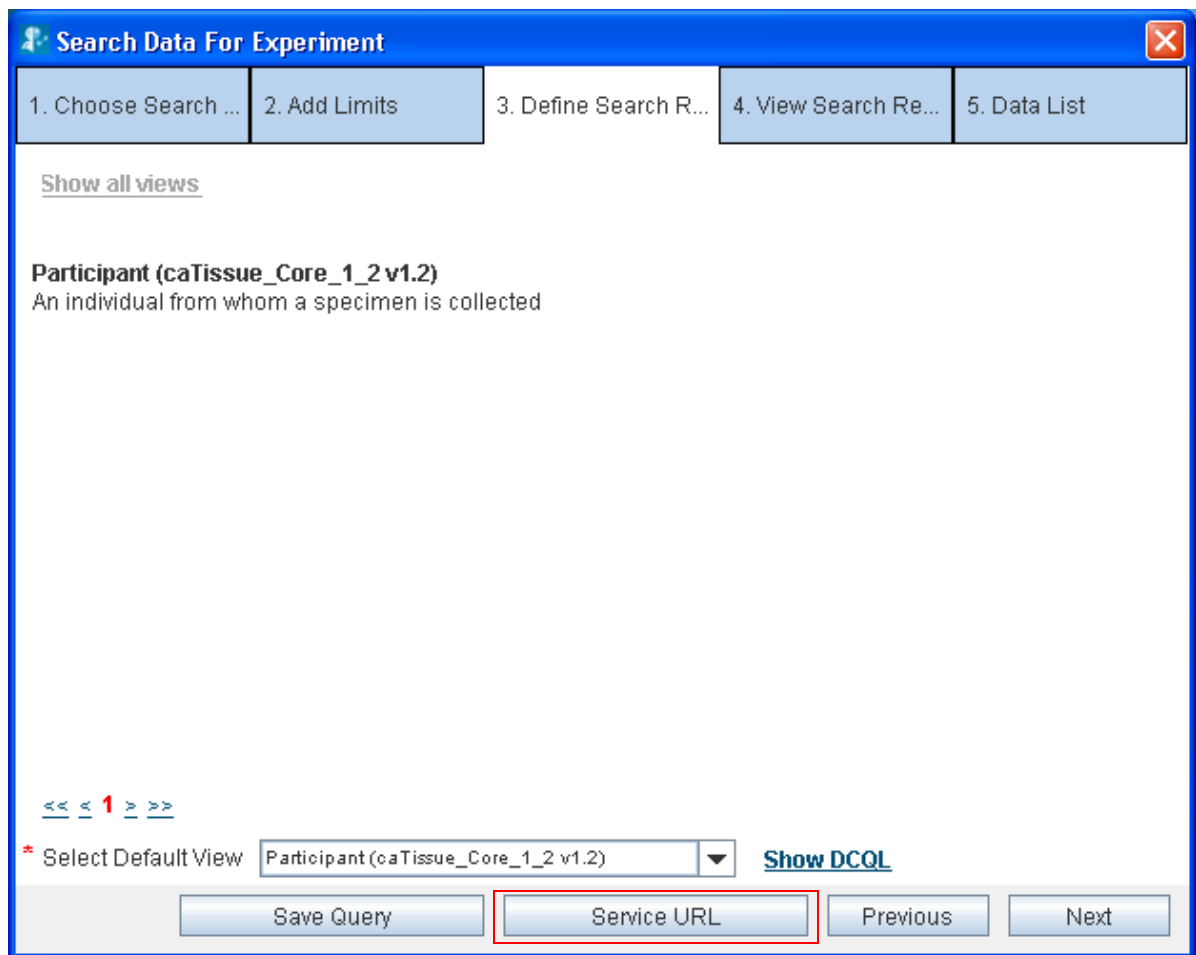 Search Data For Experiment
1. Choose Search ... 2. Add Limits 3. Define Search R... 4. View Search Re... 5. Data List
Show all views
Participant (caTissue_Core_1_2 v1.2)
An individual from whom a specimen is collected
<< < 1 > >>
* Select Default View Participant (caTissue_Core_1_2 v1.2) Show DCQL
Save Query Service URL Previous Next